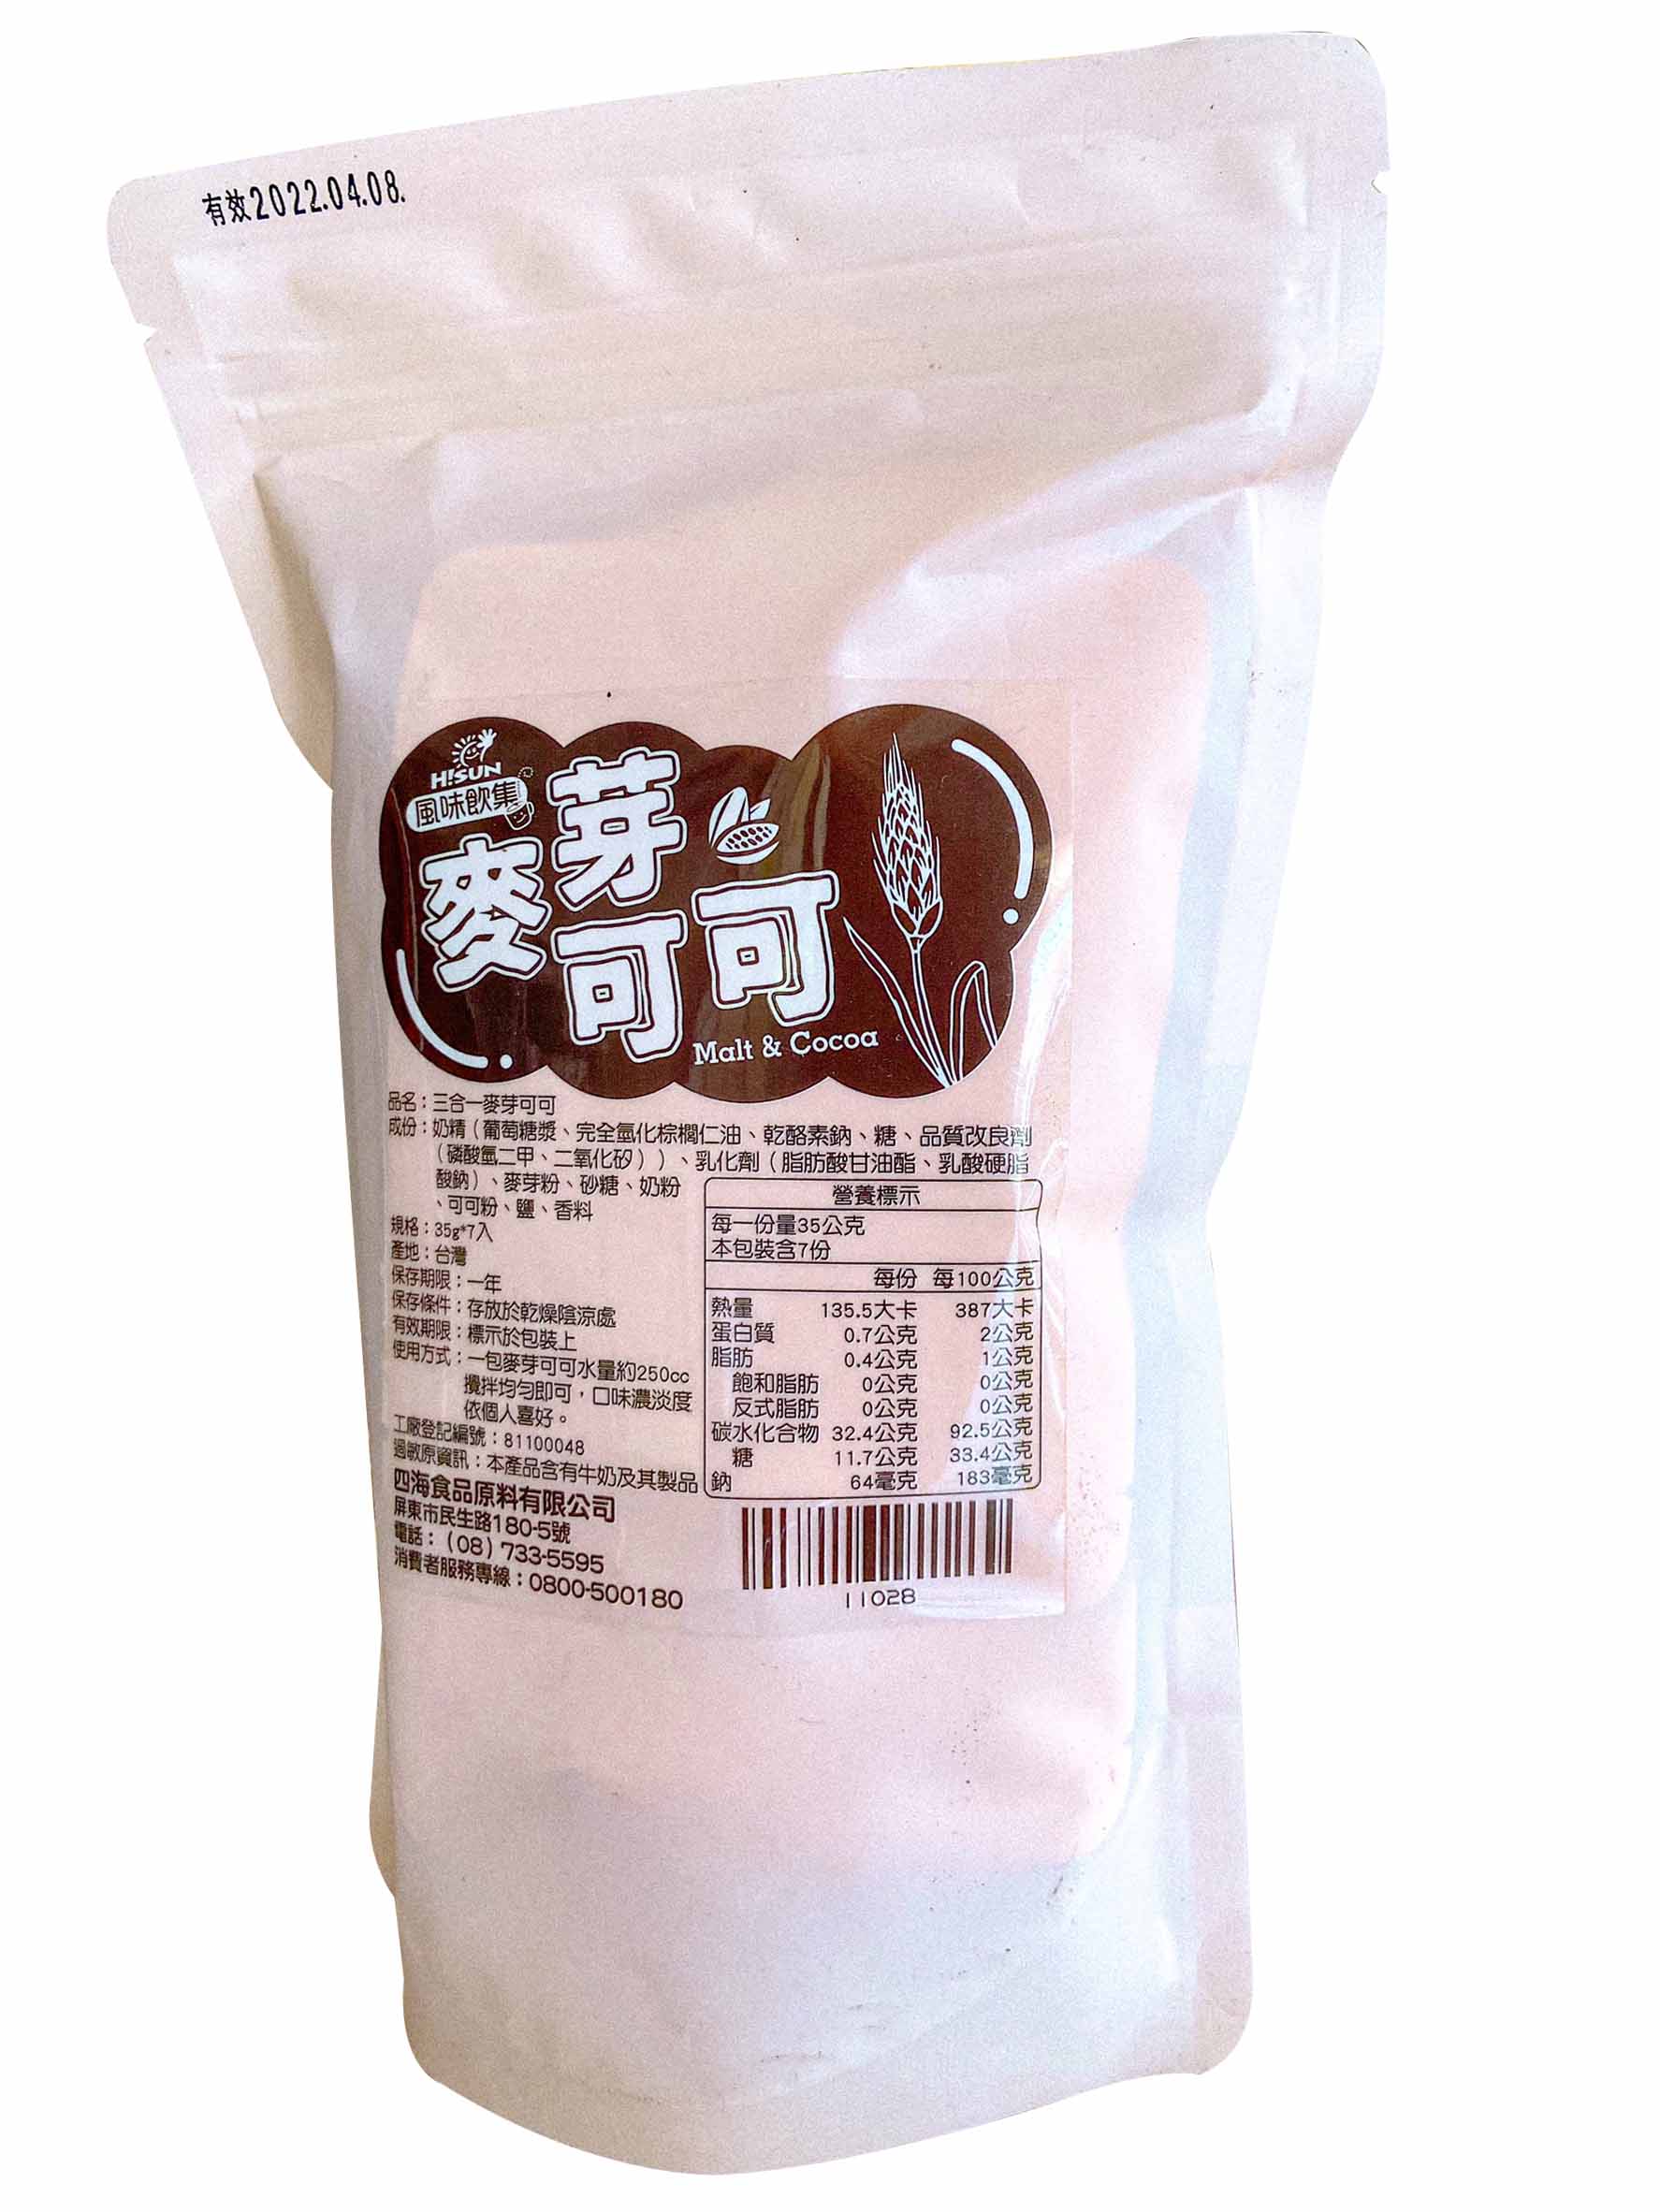 有效2022.04.08.
H!SUN
風味飲集
麥芽可可
Malt & Cocoa
品名：三合一麥芽可可
成份：奶精（葡萄糖漿、完全氫化棕櫚仁油、乾酪素鈉、糖、品質改良劑
（磷酸氫二甲、二氧化矽））、乳化劑（脂肪酸甘油酯、乳酸硬脂
酸鈉）、麥芽粉、砂糖、奶粉
、可可粉、鹽、香料
規格：35g*7入
產地：台灣
保存期限：一年
保存條件：存放於乾燥陰涼處
有效期限：標示於包裝上
使用方式：一包麥芽可可水量約250cc
攪拌均勻即可，口味濃淡度
依個人喜好。
工廠登記編號：81100048
過敏原資訊：本產品含有牛奶及其製品
四海食品原料有限公司
屏東市民生路180-5號
電話：（08）733-5595
消費者服務專線：0800-500180
營養標示
每一份量35公克
本包裝含7份
每份 每100公克
熱量 135.5大卡 387大卡
蛋白質 0.7公克 2公克
脂肪 0.4公克 1公克
飽和脂肪 0公克 0公克
反式脂肪 0公克 0公克
碳水化合物 32.4公克 92.5公克
糖 11.7公克 33.4公克
鈉 64毫克 183毫克
11028